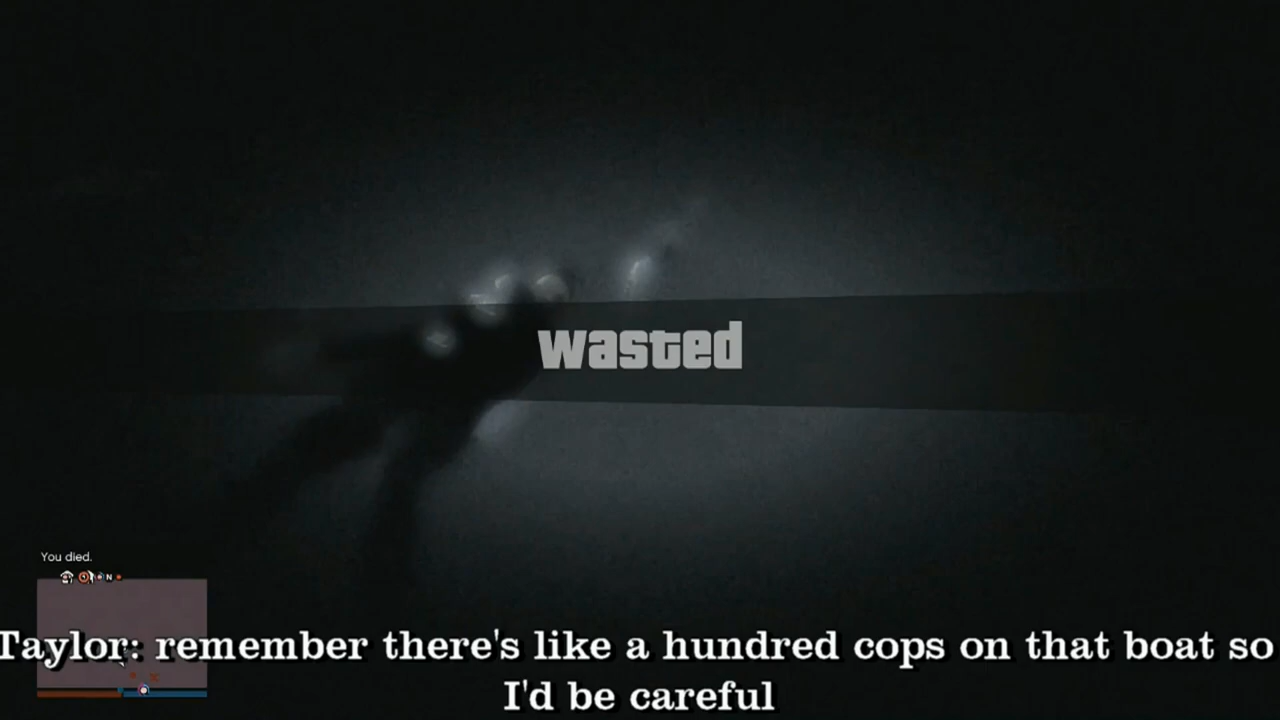 wasted
You died.
N
Taylor: remember there's like a hundred cops on that boat so
I'd be careful